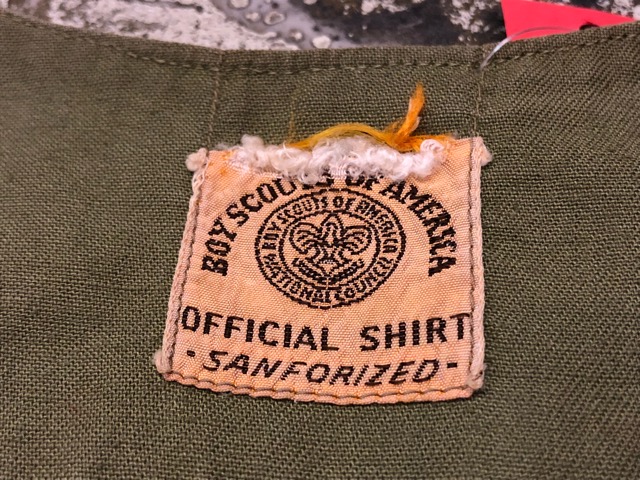 BOY SCOUTS OF AMERICA
BOY SCOUTS OF AMERICA
NATIONAL COUNCIL
OFFICIAL SHIRT
- SANFORIZED -